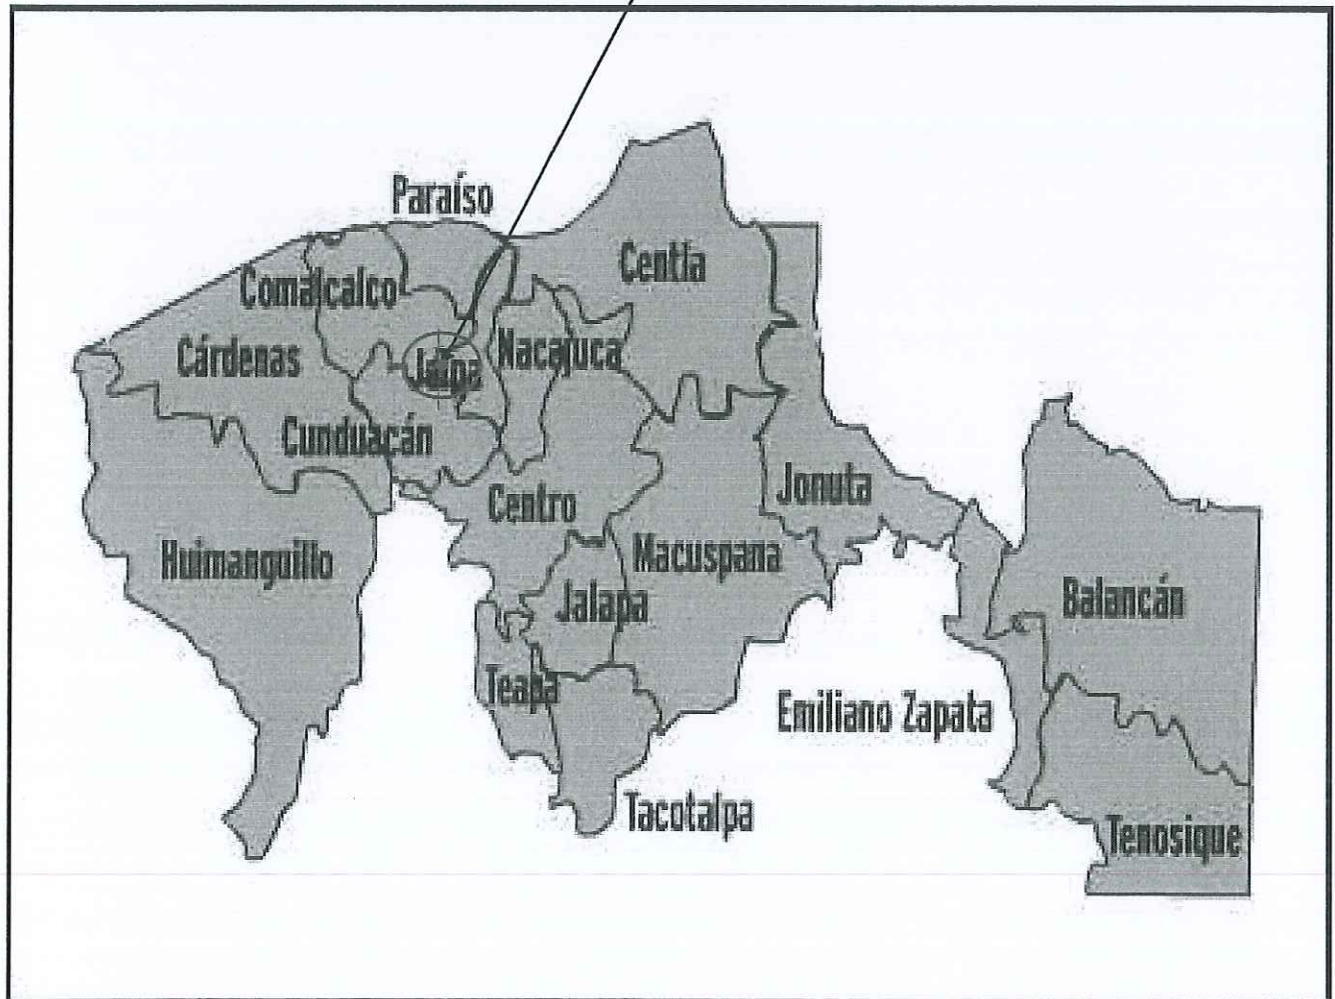 Paraíso
Centla
Comalcalco
Cárdenas
Jalpa
Nacajuca
Cunduacán
Jonuta
Centro
Huimanguillo
Macuspana
Jalapa
Balancán
Teapa
Emiliano Zapata
Tacotalpa
Tenosique